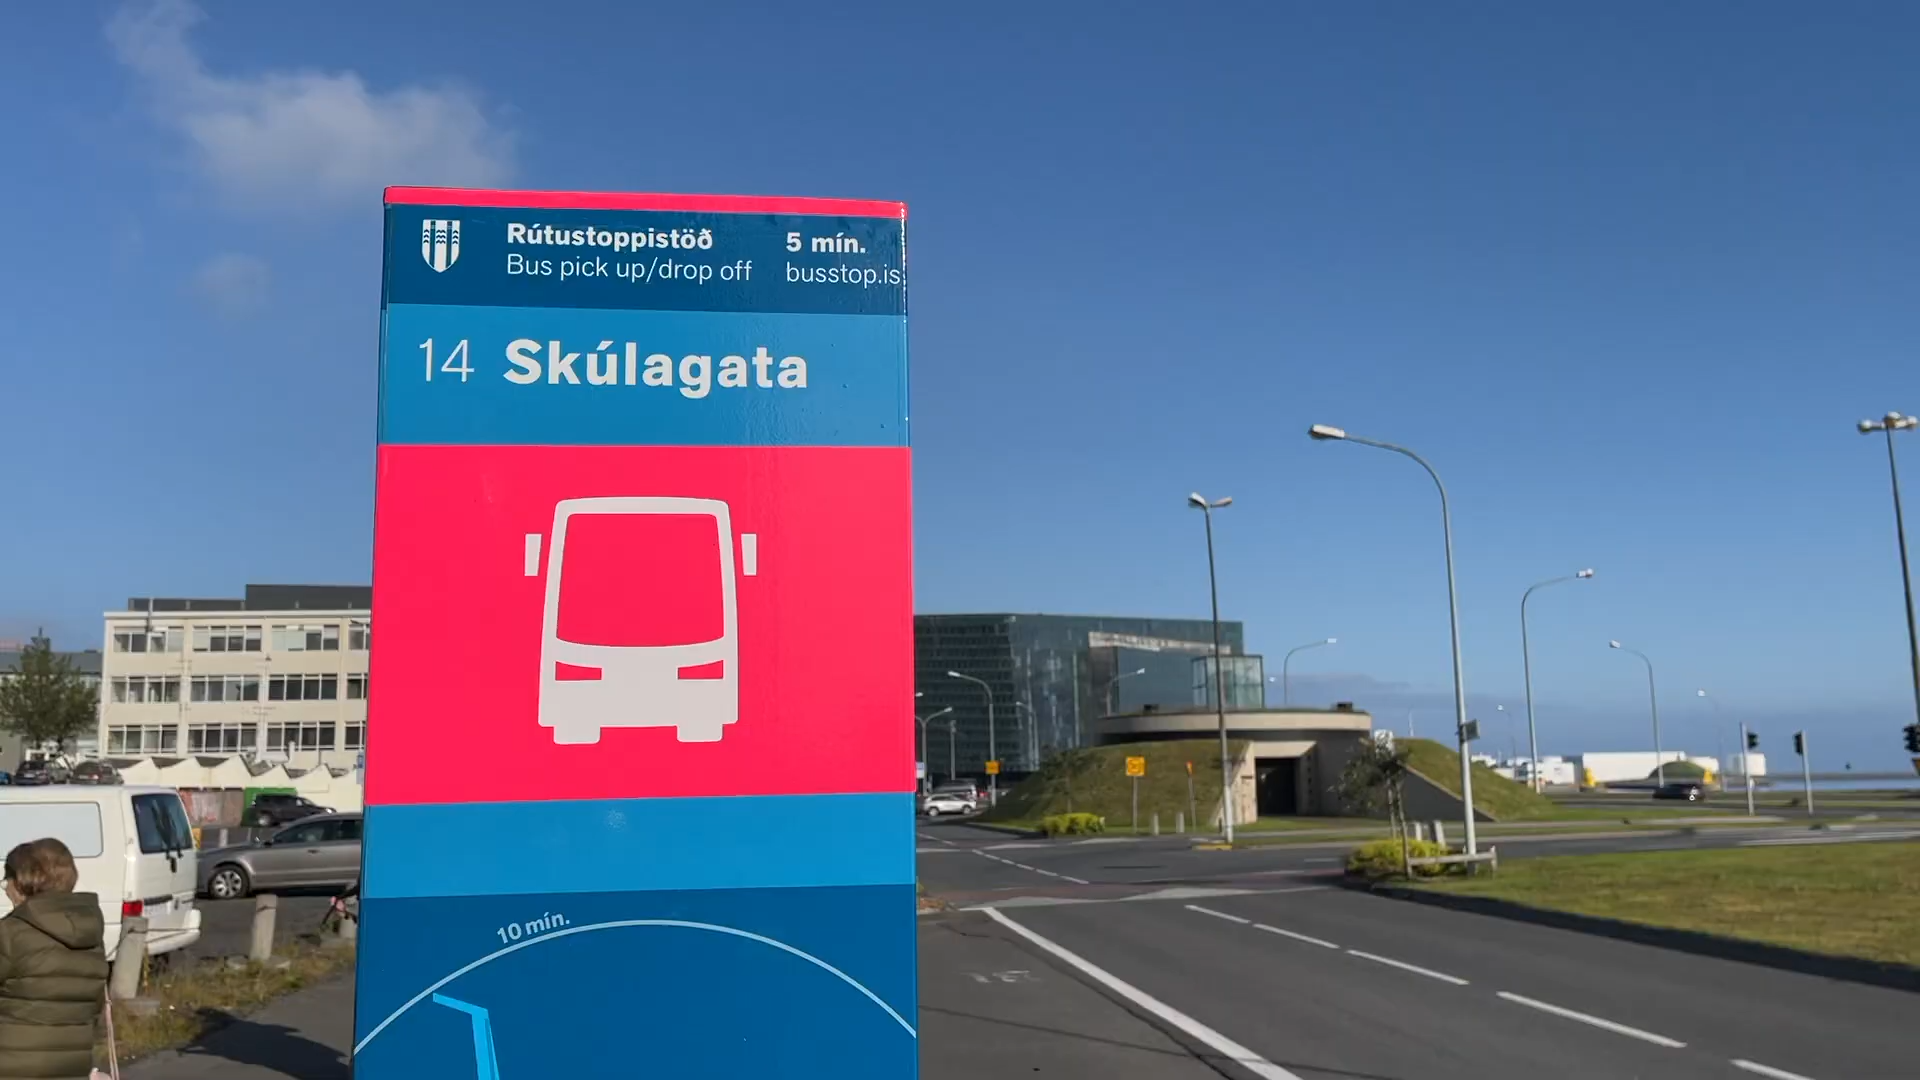 Rútustoppistöð
Bus pick up/drop off
5 mín.
busstop.is
14 Skúlagata
10 mín.